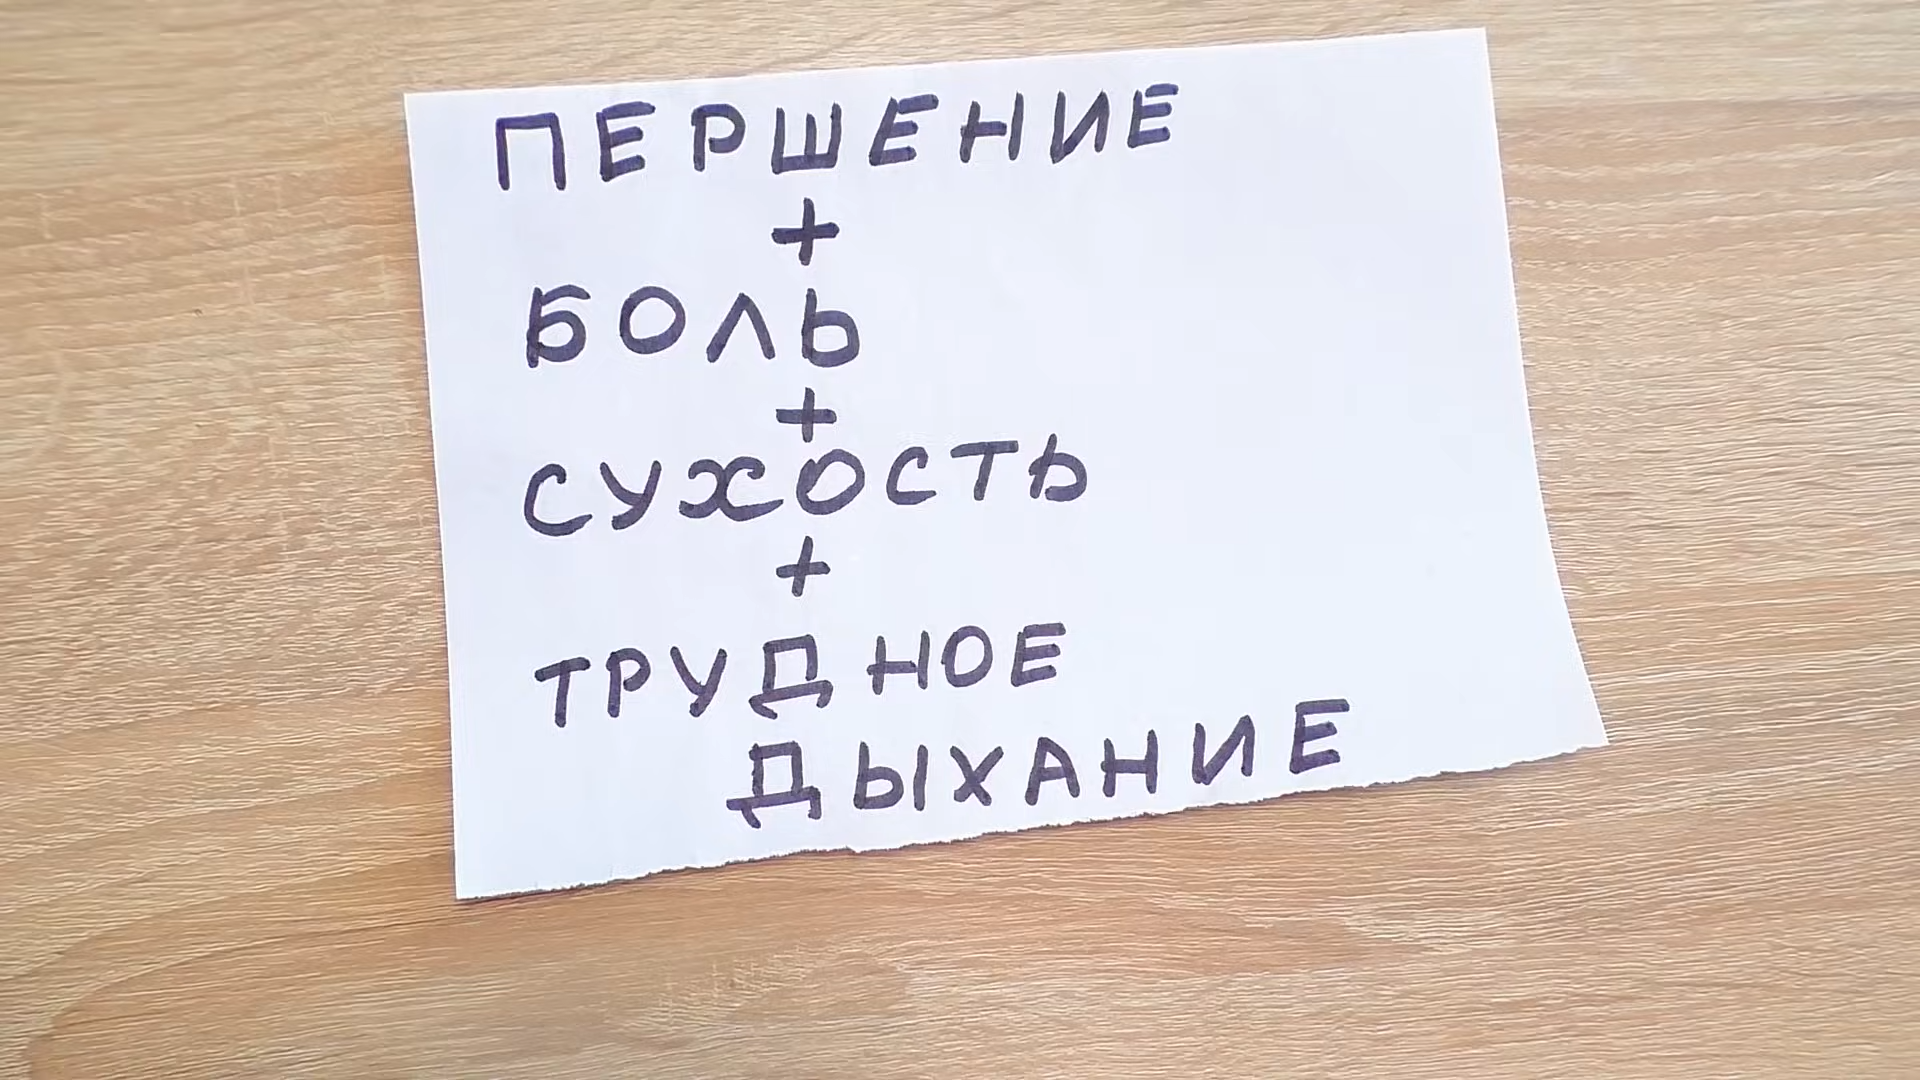 ПЕРШЕНИЕ
+
БОЛЬ
+
СУХОСТЬ
+
ТРУДНОЕ
ДЫХАНИЕ